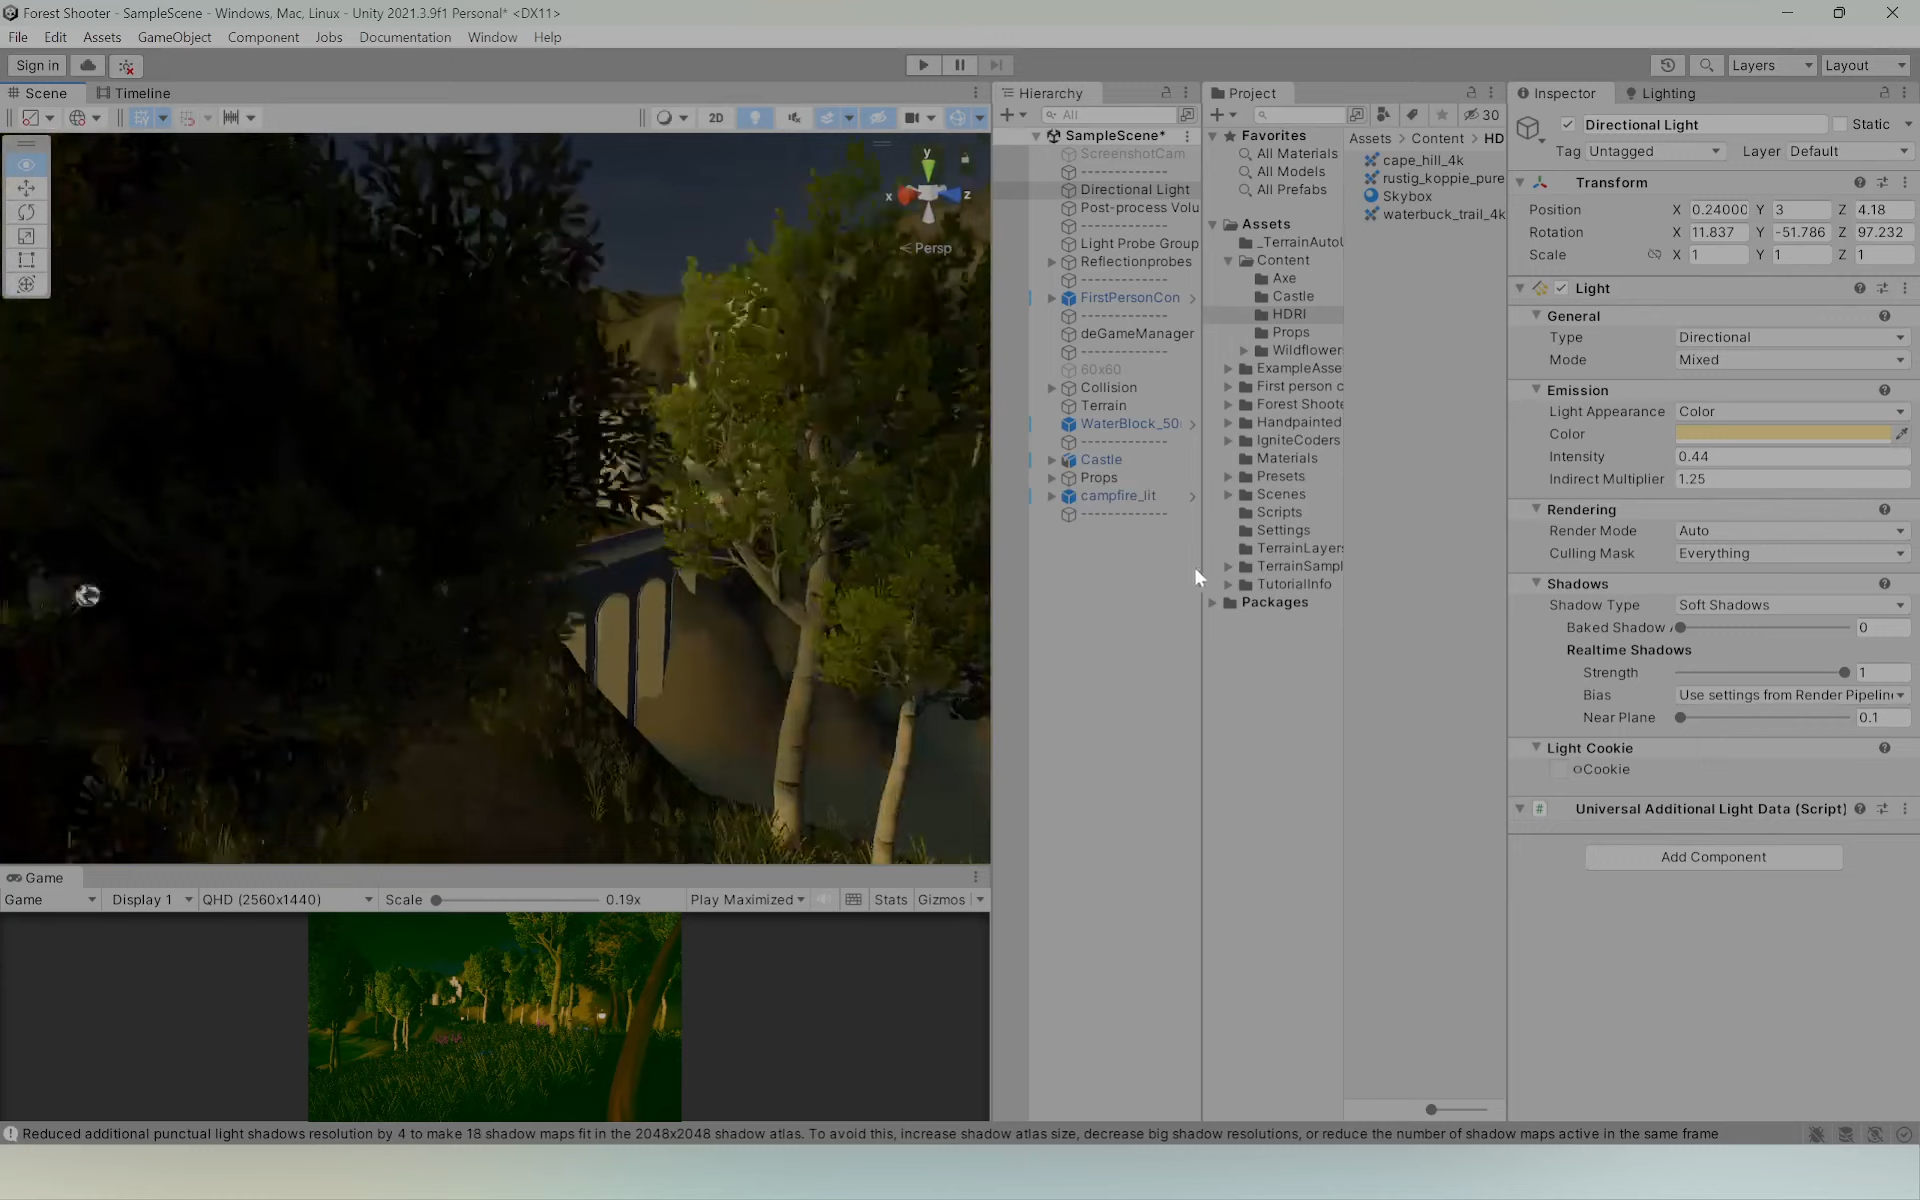 Forest Shooter - SampleScene - Windows, Mac, Linux - Unity 2021.3.9f1 Personal* <DX11>
File Edit Assets GameObject Component Jobs Documentation Window Help
Sign in
Layers
Layout
Scene
Timeline
2D
y
x
z
Persp
Game
Game
Display 1
QHD (2560x1440)
Scale
0.19x
Play Maximized
Stats
Gizmos
Hierarchy
All
SampleScene*
ScreenshotCam
----------------
Directional Light
Post-process Volu
----------------
Light Probe Group
Reflectionprobes
----------------
FirstPersonCon
----------------
deGameManager
----------------
60x60
Collision
Terrain
WaterBlock_50
----------------
Castle
Props
campfire_lit
----------------
Project
30
Favorites
All Materials
All Models
All Prefabs
Assets
_TerrainAutoU
Content
Axe
Castle
HDRI
Props
Wildflower
ExampleAsse
First person c
Forest Shoote
Handpainted
IgniteCoders
Materials
Presets
Scenes
Scripts
Settings
TerrainLayers
TerrainSampl
TutorialInfo
Packages
Assets > Content > HD
cape_hill_4k
rustig_koppie_pure
Skybox
waterbuck_trail_4k
Inspector
Lighting
Directional Light
Static
Tag Untagged
Layer Default
Transform
Position X 0.24000 Y 3 Z 4.18
Rotation X 11.837 Y -51.786 Z 97.232
Scale X 1 Y 1 Z 1
Light
General
Type Directional
Mode Mixed
Emission
Light Appearance Color
Color
Intensity 0.44
Indirect Multiplier 1.25
Rendering
Render Mode Auto
Culling Mask Everything
Shadows
Shadow Type Soft Shadows
Baked Shadow 0
Realtime Shadows
Strength 1
Bias Use settings from Render Pipeline
Near Plane 0.1
Light Cookie
Cookie
Universal Additional Light Data (Script)
Add Component
Reduced additional punctual light shadows resolution by 4 to make 18 shadow maps fit in the 2048x2048 shadow atlas. To avoid this, increase shadow atlas size, decrease big shadow resolutions, or reduce the number of shadow maps active in the same frame